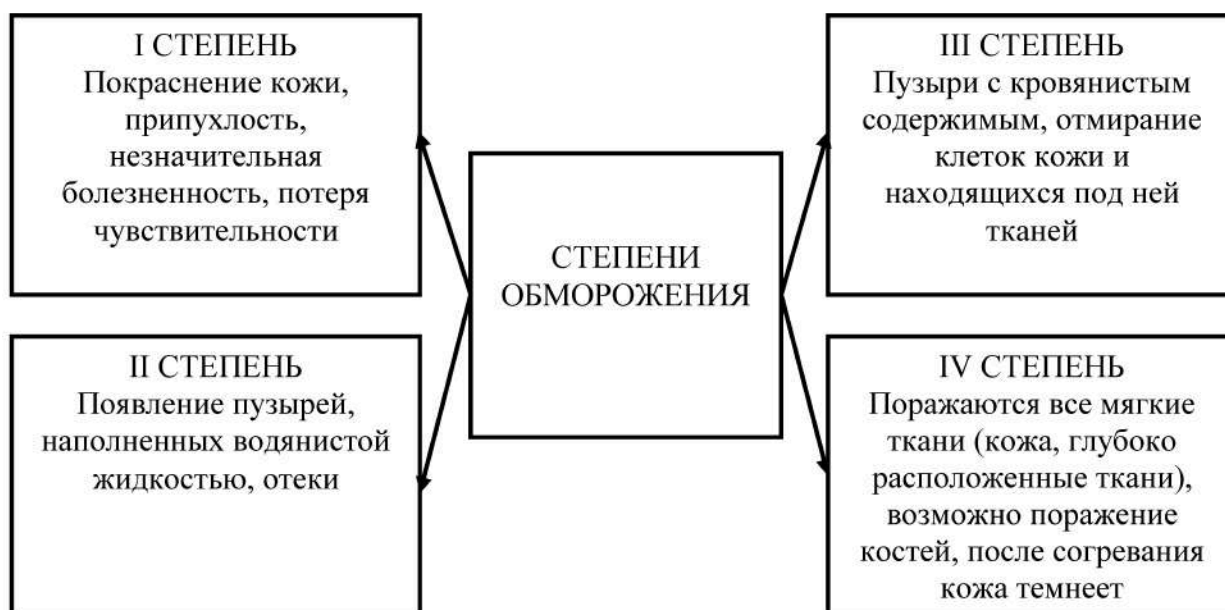 I СТЕПЕНЬ
Покраснение кожи,
припухлость,
незначительная
болезненность, потеря
чувствительности
II СТЕПЕНЬ
Появление пузырей,
наполненных водянистой
жидкостью, отеки
СТЕПЕНИ
ОБМОРОЖЕНИЯ
III СТЕПЕНЬ
Пузыри с кровянистым
содержимым, отмирание
клеток кожи и
находящихся под ней
тканей
IV СТЕПЕНЬ
Поражаются все мягкие
ткани (кожа, глубоко
расположенные ткани),
возможно поражение
костей, после согревания
кожа темнеет